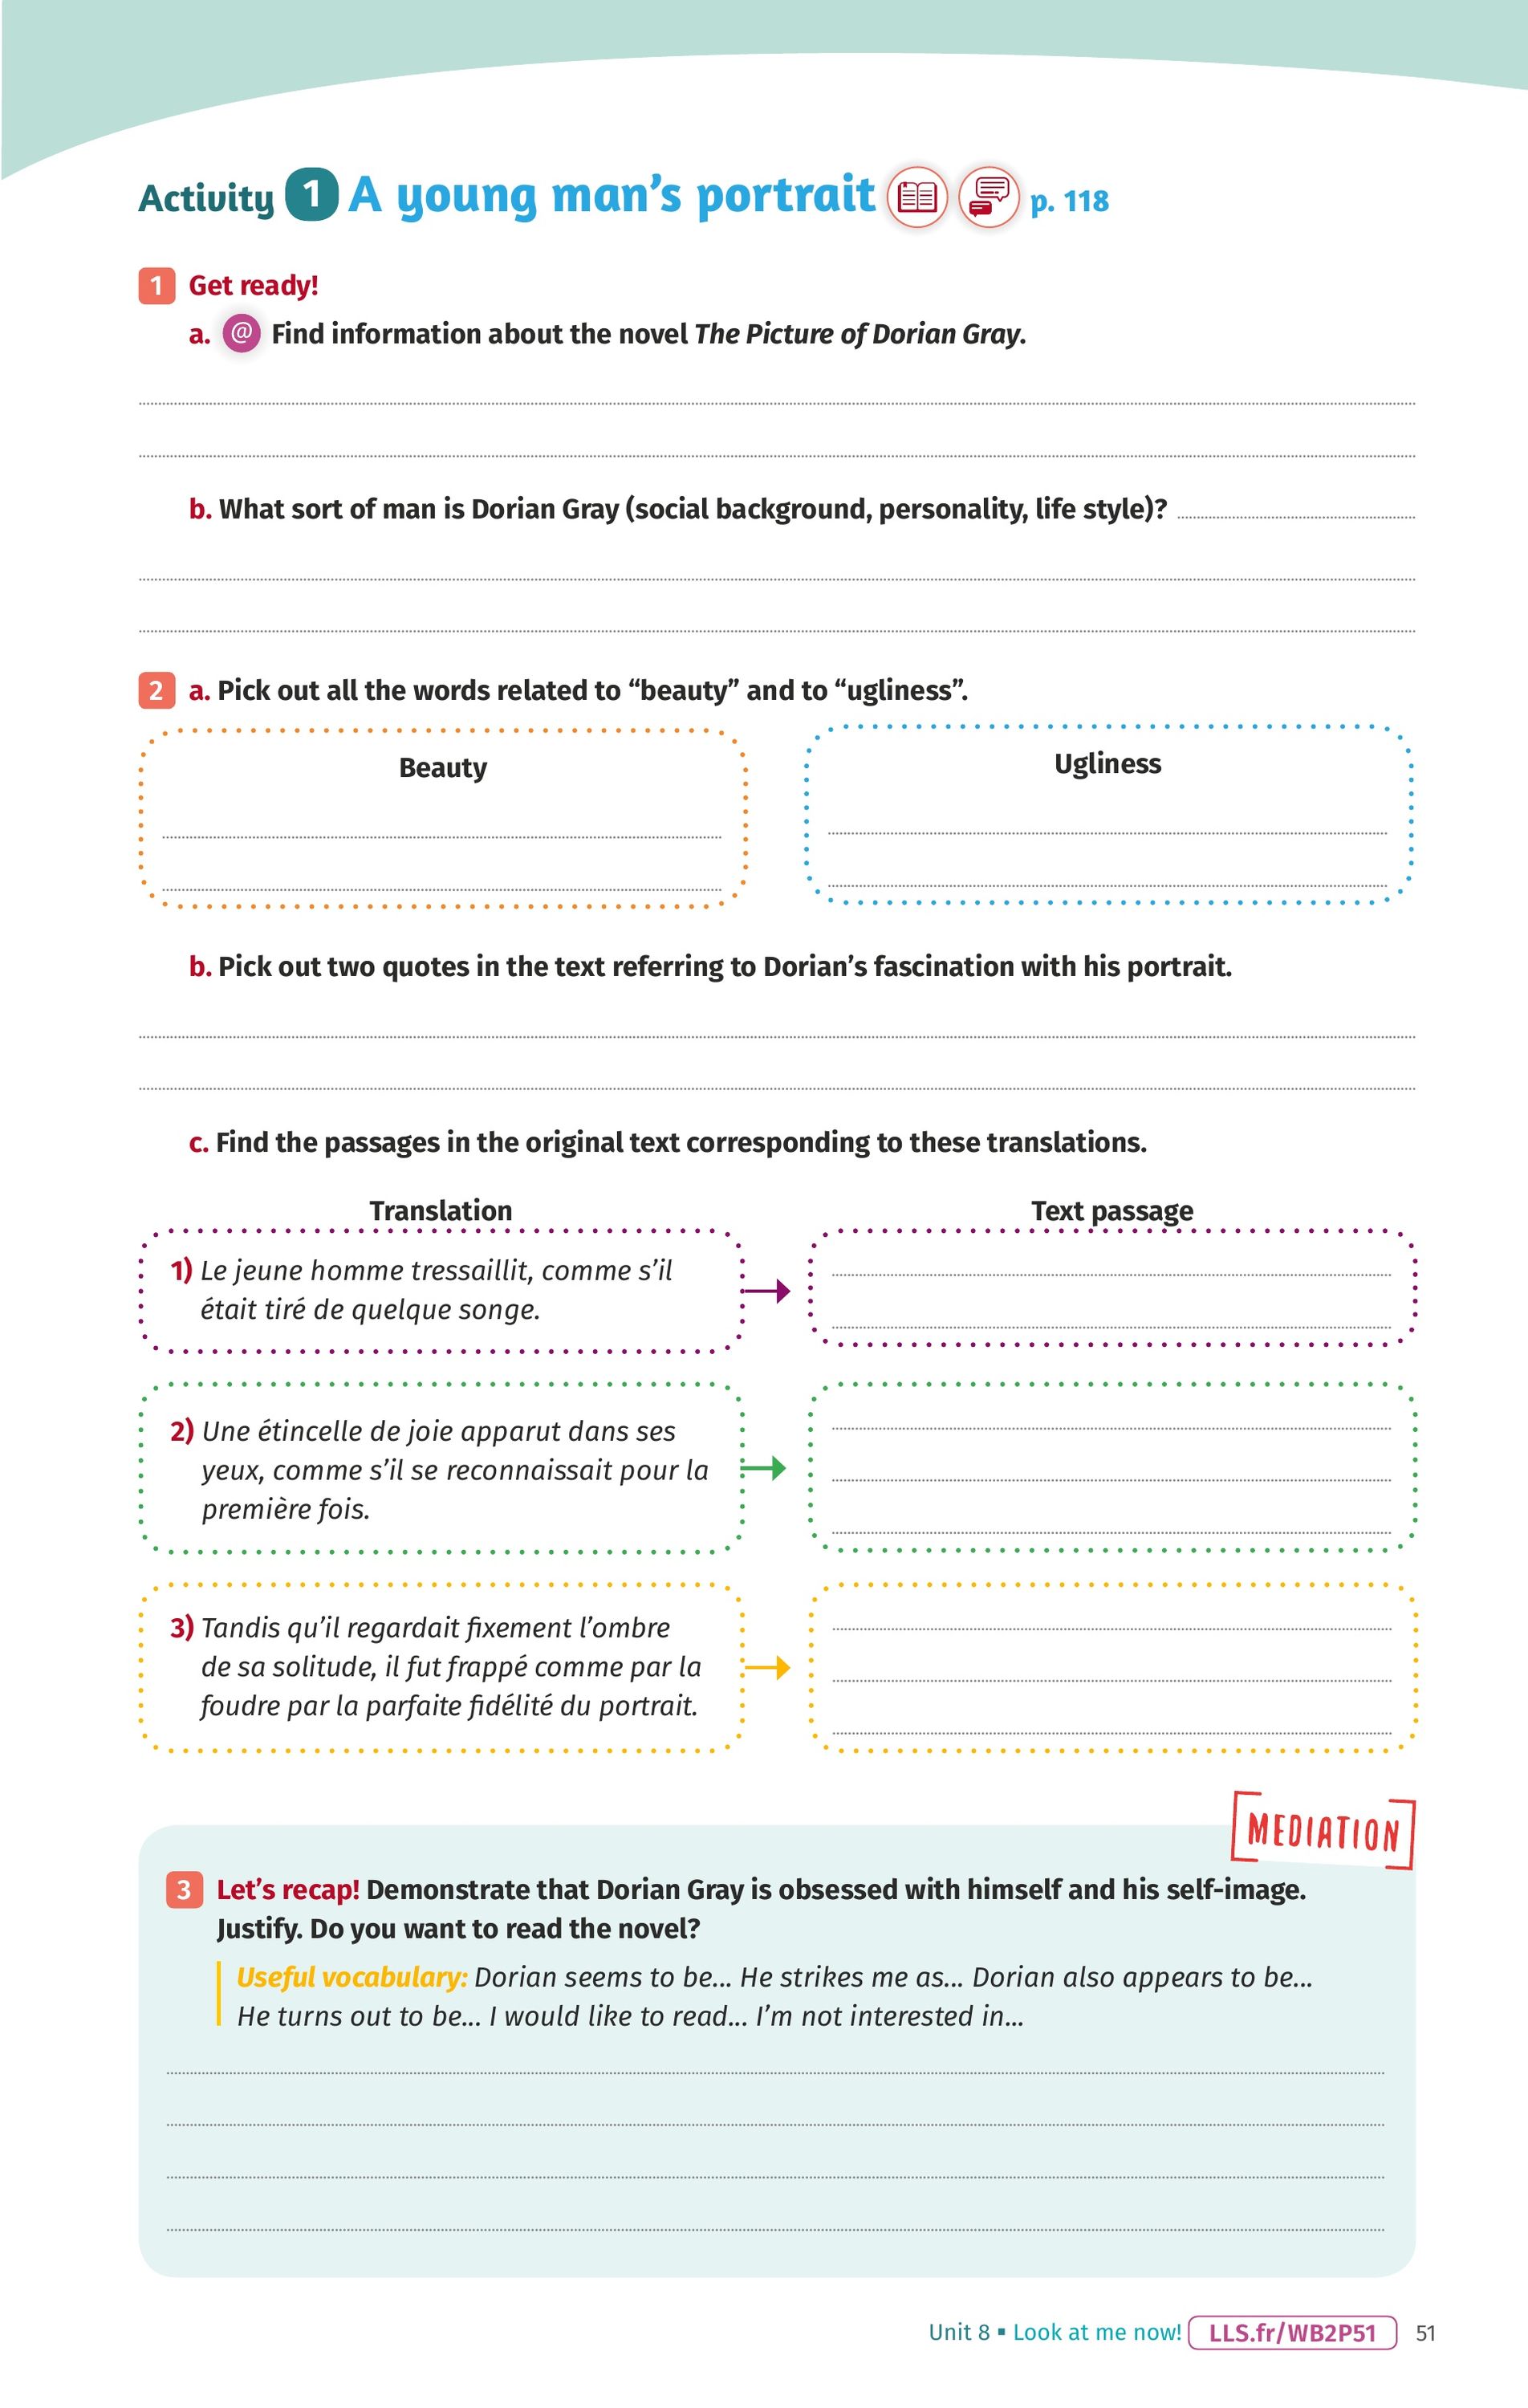 Activity 1 A young man's portrait p. 118
1 Get ready!
a. @ Find information about the novel The Picture of Dorian Gray.
b. What sort of man is Dorian Gray (social background, personality, life style)?
2 a. Pick out all the words related to “beauty” and to “ugliness”.
Beauty
Ugliness
b. Pick out two quotes in the text referring to Dorian’s fascination with his portrait.
c. Find the passages in the original text corresponding to these translations.
Translation
Text passage
1) Le jeune homme tressaillit, comme s’il
était tiré de quelque songe.
2) Une étincelle de joie apparut dans ses
yeux, comme s’il se reconnaissait pour la
première fois.
3) Tandis qu’il regardait fixement l’ombre
de sa solitude, il fut frappé comme par la
foudre par la parfaite fidélité du portrait.
MEDIATION
3 Let’s recap! Demonstrate that Dorian Gray is obsessed with himself and his self-image.
Justify. Do you want to read the novel?
Useful vocabulary: Dorian seems to be... He strikes me as... Dorian also appears to be...
He turns out to be... I would like to read... I’m not interested in...
Unit 8 ▪ Look at me now! LLS.fr/WB2P51 51